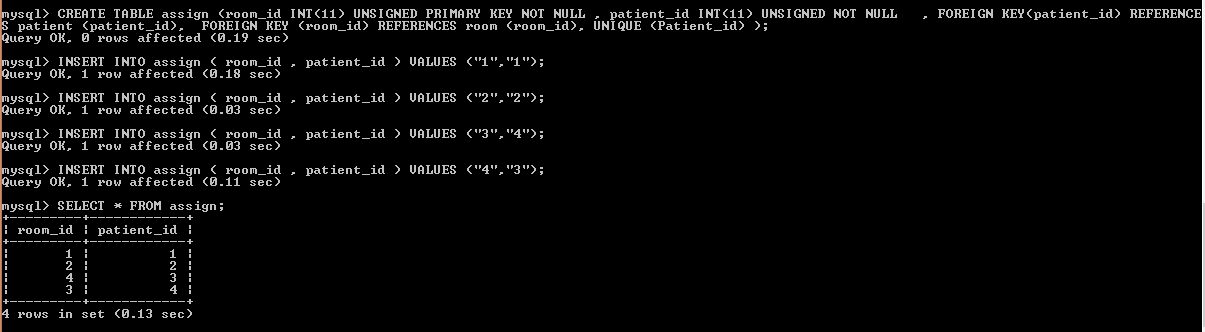 mysql> CREATE TABLE assign (room_id INT(11) UNSIGNED PRIMARY KEY NOT NULL , patient_id INT(11) UNSIGNED NOT NULL   , FOREIGN KEY(patient_id) REFERENCE
S patient (patient_id),  FOREIGN KEY (room_id) REFERENCES room (room_id), UNIQUE (Patient_id) );
Query OK, 0 rows affected (0.19 sec)
mysql> INSERT INTO assign ( room_id , patient_id ) VALUES ("1","1");
Query OK, 1 row affected (0.18 sec)
mysql> INSERT INTO assign ( room_id , patient_id ) VALUES ("2","2");
Query OK, 1 row affected (0.03 sec)
mysql> INSERT INTO assign ( room_id , patient_id ) VALUES ("3","4");
Query OK, 1 row affected (0.03 sec)
mysql> INSERT INTO assign ( room_id , patient_id ) VALUES ("4","3");
Query OK, 1 row affected (0.11 sec)
mysql> SELECT * FROM assign;
+---------+------------+
| room_id | patient_id |
+---------+------------+
|       1 |          1 |
|       2 |          2 |
|       4 |          3 |
|       3 |          4 |
+---------+------------+
4 rows in set (0.13 sec)